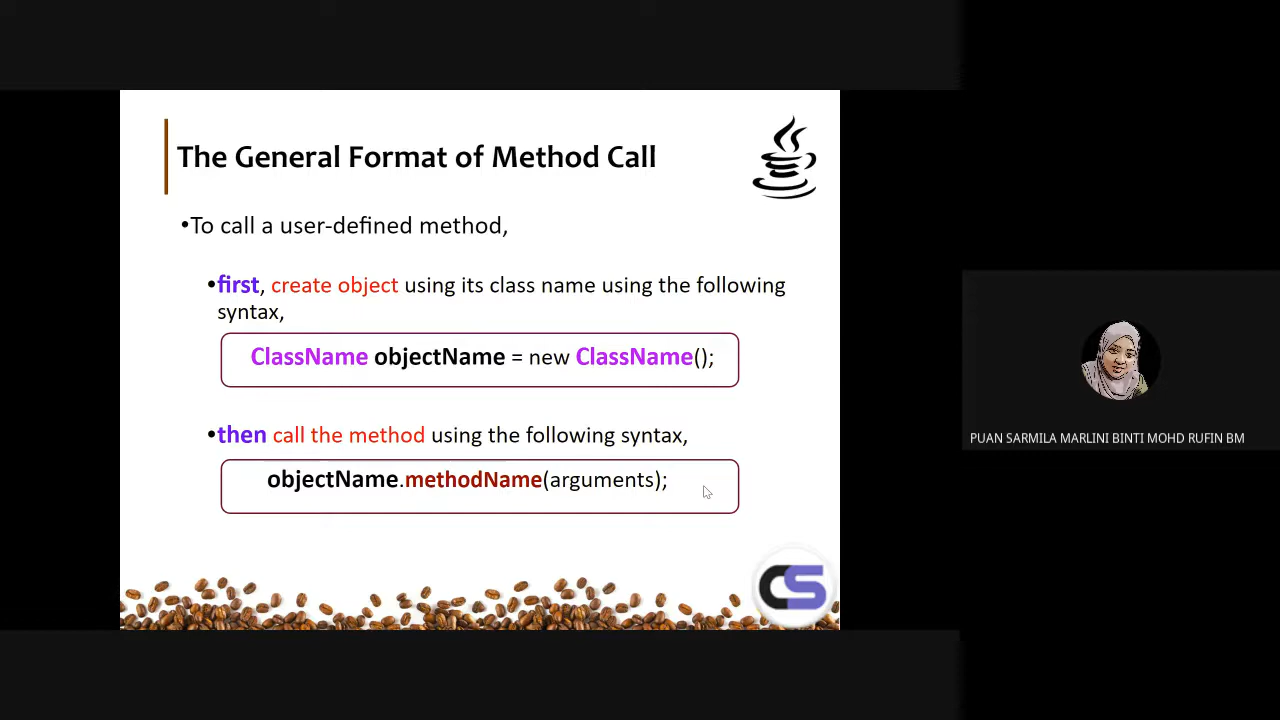 The General Format of Method Call
•To call a user-defined method,
•first, create object using its class name using the following
syntax,
ClassName objectName = new ClassName();
•then call the method using the following syntax,
objectName.methodName(arguments);
CS
PUAN SARMILA MARLINI BINTI MOHD RUFIN BM